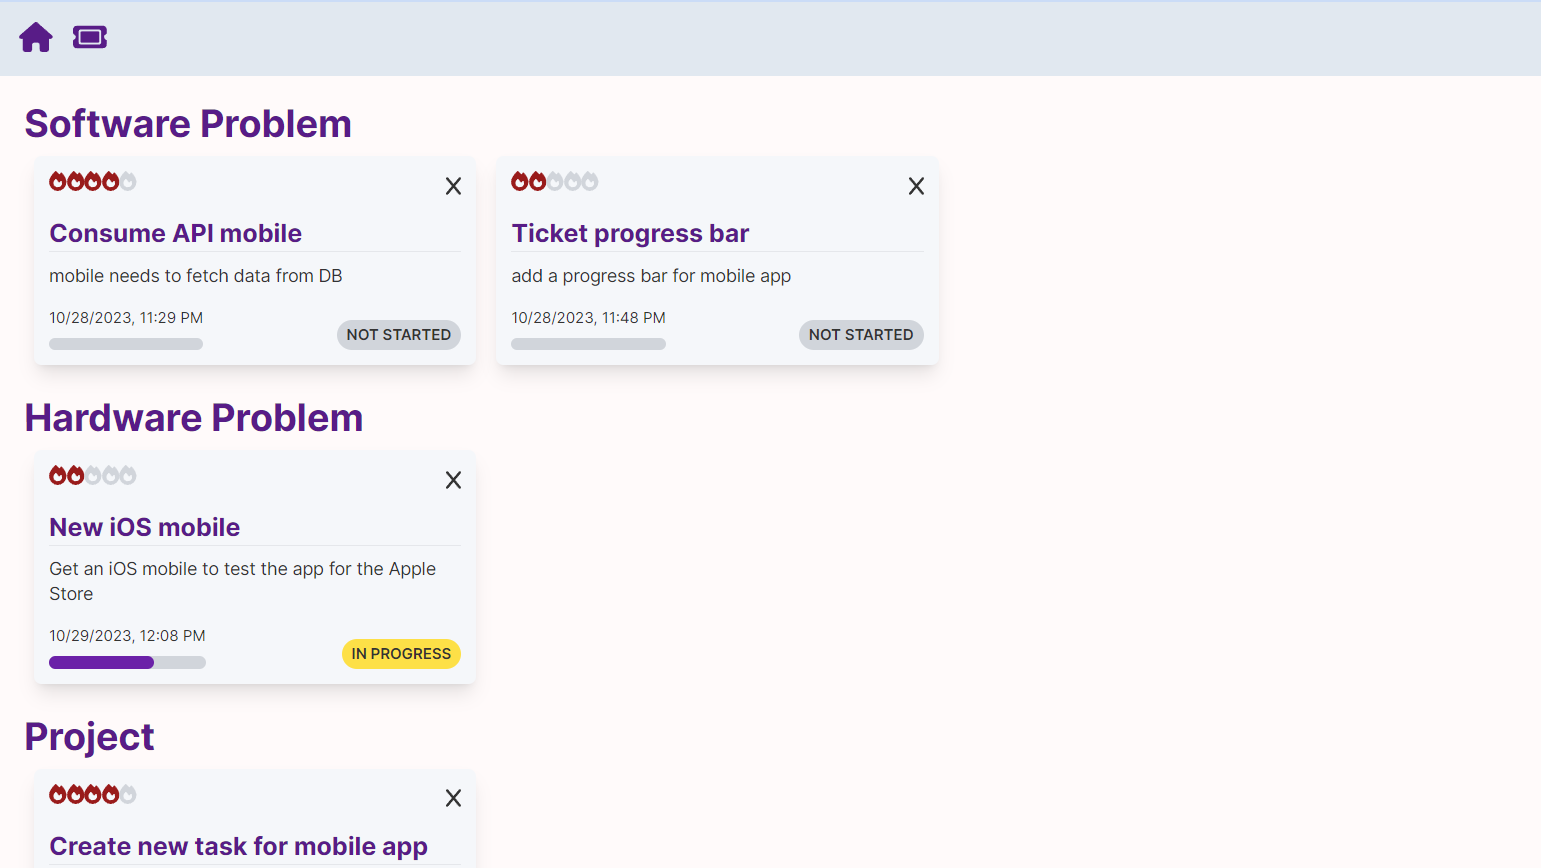 Software Problem
X
Consume API mobile
mobile needs to fetch data from DB
10/28/2023, 11:29 PM
NOT STARTED
X
Ticket progress bar
add a progress bar for mobile app
10/28/2023, 11:48 PM
NOT STARTED
Hardware Problem
X
New iOS mobile
Get an iOS mobile to test the app for the Apple
Store
10/29/2023, 12:08 PM
IN PROGRESS
Project
X
Create new task for mobile app